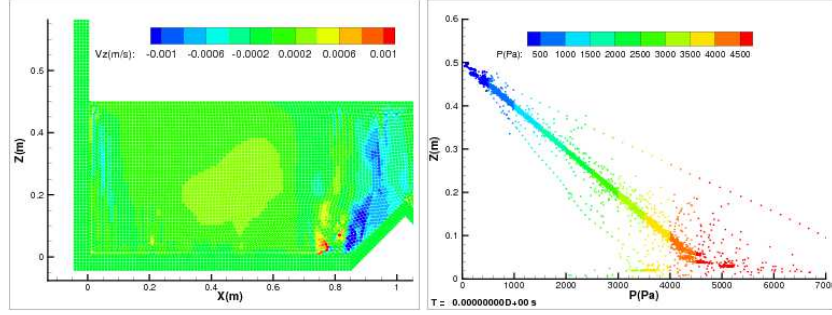 Vz(m/s): -0.001 -0.0006 -0.0002 0.0002 0.0006 0.001
Z(m)
0.6
0.4
0.2
0
0 0.2 0.4 0.6 0.8 1
X(m)
P(Pa): 500 1000 1500 2000 2500 3000 3500 4000 4500
Z(m)
0.6
0.5
0.4
0.3
0.2
0.1
0
0 1000 2000 3000 4000 5000 6000 7000
P(Pa)
T = 0.00000000D+00 s